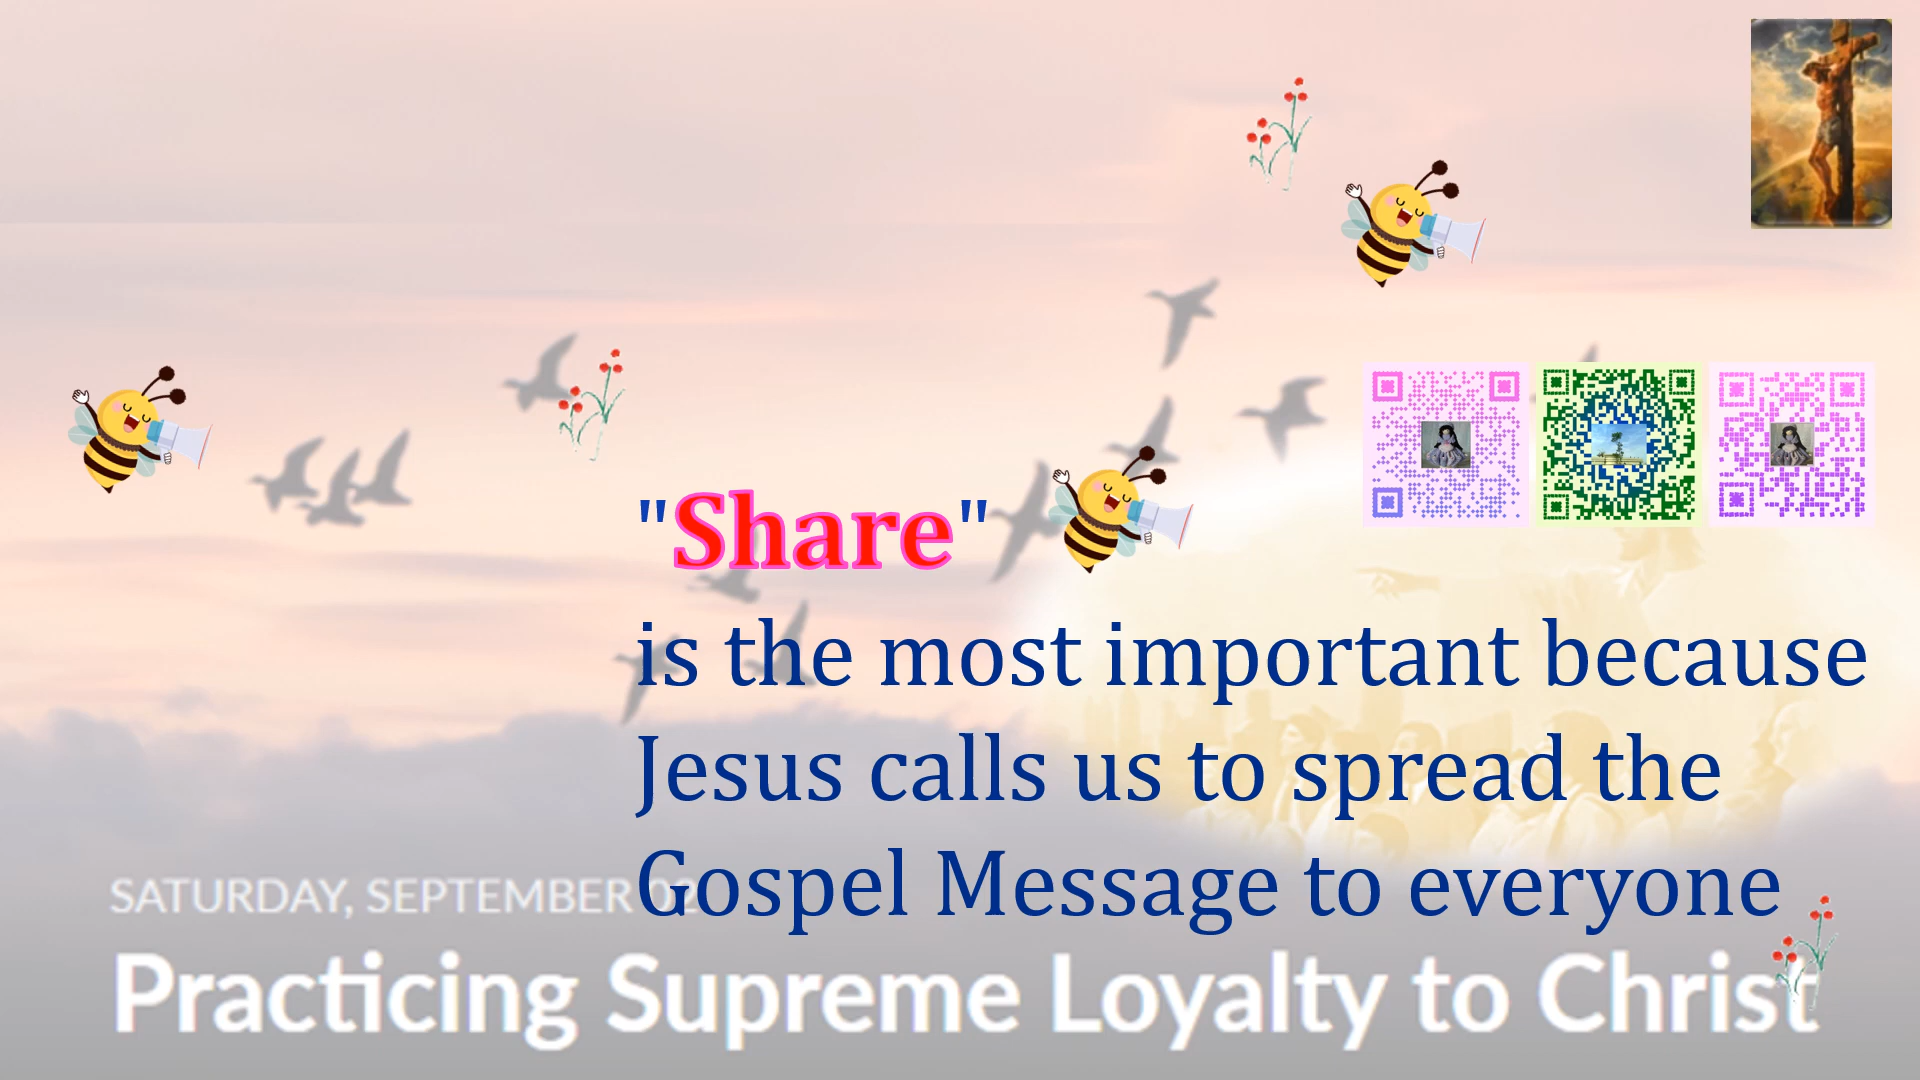 "Share"
is the most important because
Jesus calls us to spread the
Gospel Message to everyone
SATURDAY, SEPTEMBER 02
Practicing Supreme Loyalty to Christ